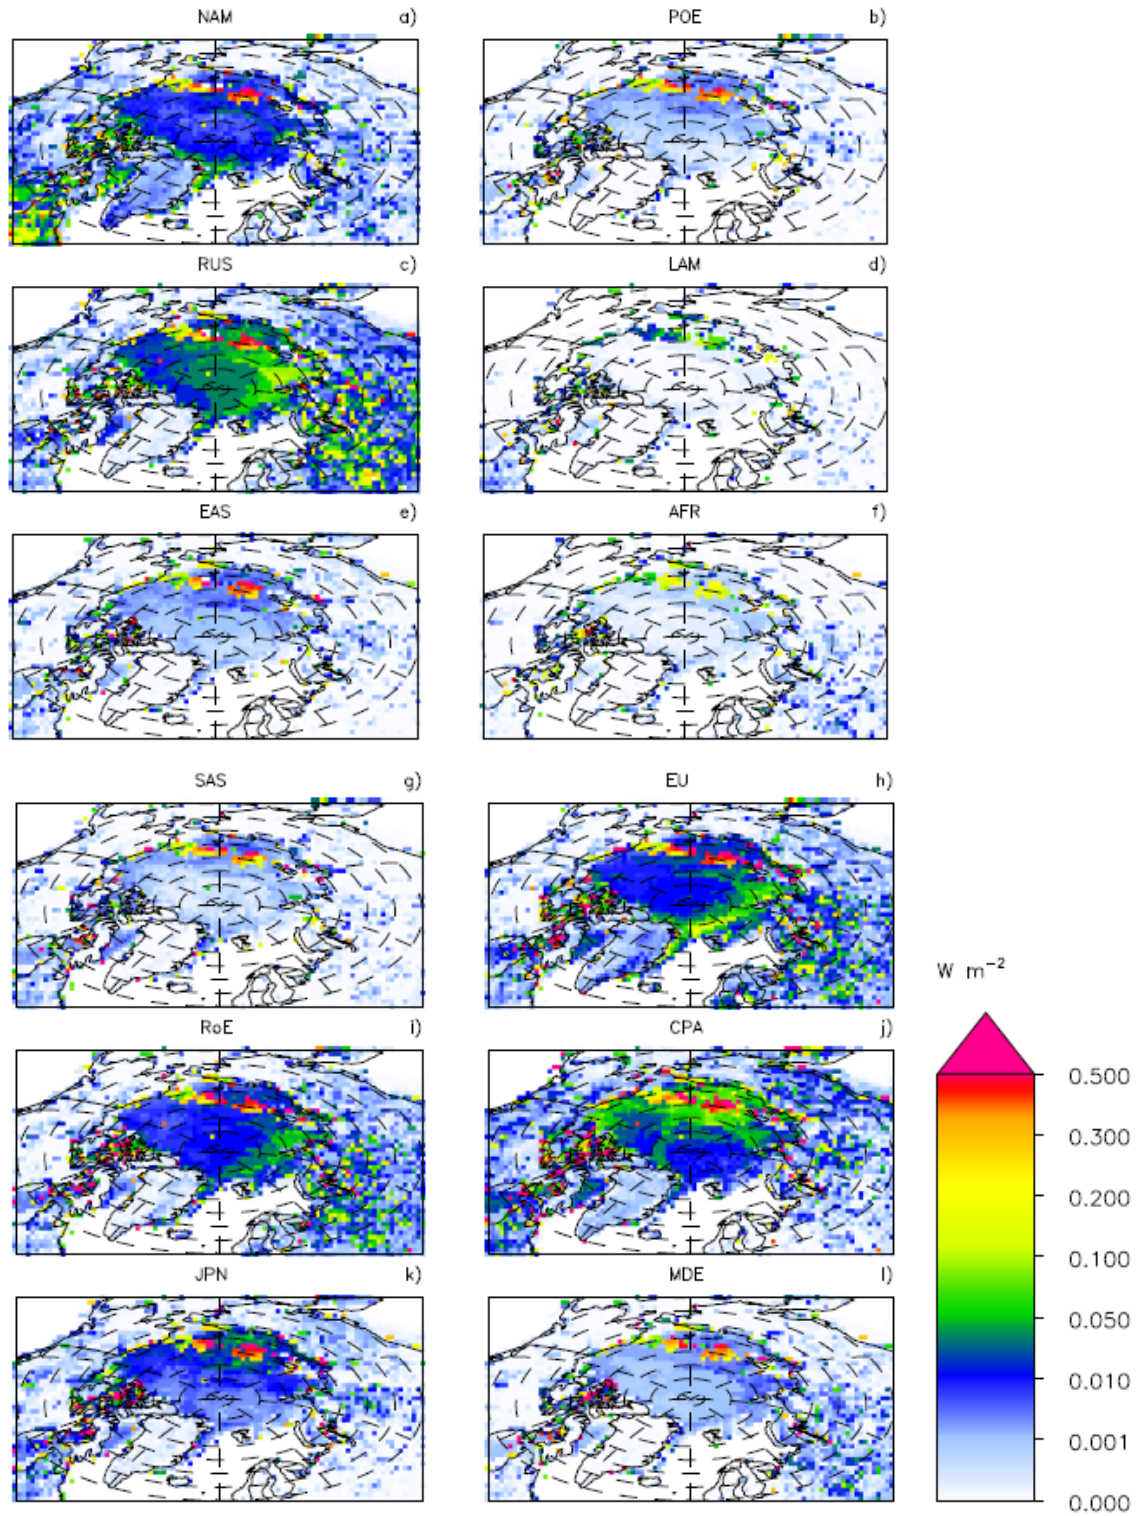 NAM a) POE b)
RUS c) LAM d)
EAS e) AFR f)
SAS g) EU h)
W m⁻²
RoE i) CPA j)
0.500
0.300
0.200
0.100
JPN k) MDE l)
0.050
0.010
0.001
0.000